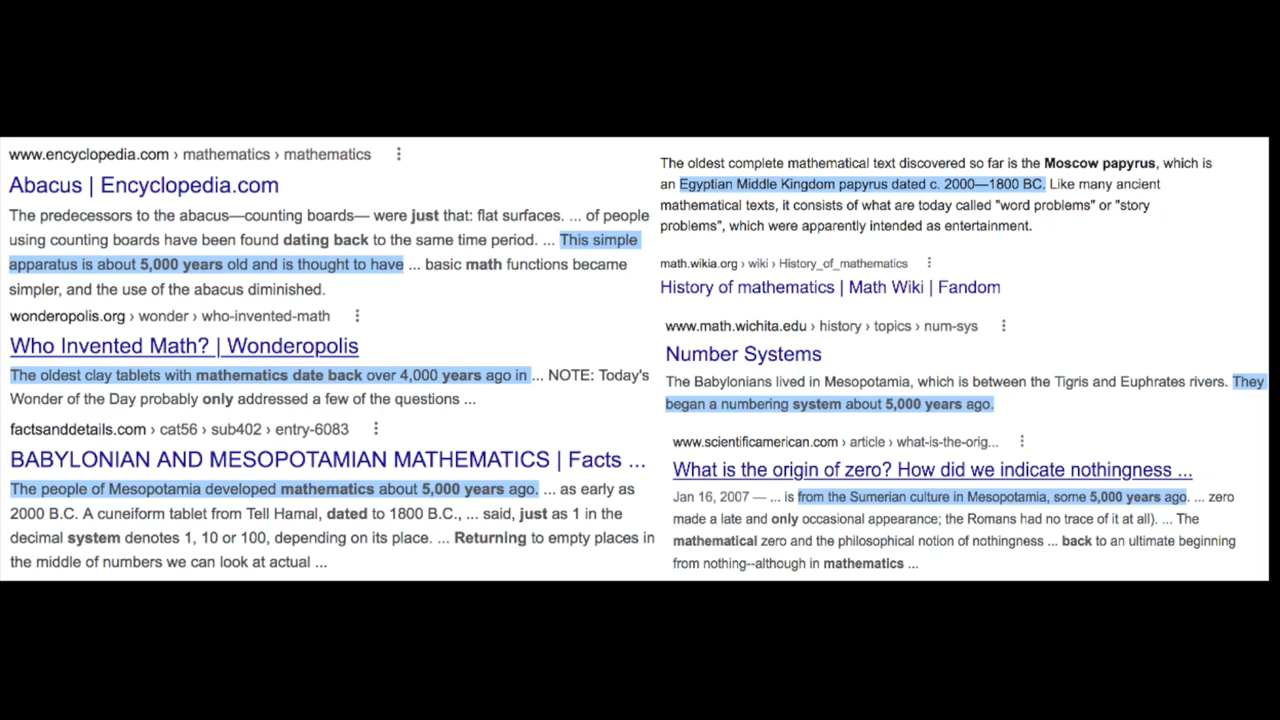 www.encyclopedia.com › mathematics › mathematics
Abacus | Encyclopedia.com
The predecessors to the abacus—counting boards— were just that: flat surfaces. ... of people
using counting boards have been found dating back to the same time period. ... This simple
apparatus is about 5,000 years old and is thought to have ... basic math functions became
simpler, and the use of the abacus diminished.
wonderopolis.org › wonder › who-invented-math
Who Invented Math? | Wonderopolis
The oldest clay tablets with mathematics date back over 4,000 years ago in ... NOTE: Today's
Wonder of the Day probably only addressed a few of the questions ...
factsanddetails.com › cat56 › sub402 › entry-6083
BABYLONIAN AND MESOPOTAMIAN MATHEMATICS | Facts ...
The people of Mesopotamia developed mathematics about 5,000 years ago. ... as early as
2000 B.C. A cuneiform tablet from Tell Hamal, dated to 1800 B.C., ... said, just as 1 in the
decimal system denotes 1, 10 or 100, depending on its place. ... Returning to empty places in
the middle of numbers we can look at actual ...
The oldest complete mathematical text discovered so far is the Moscow papyrus, which is
an Egyptian Middle Kingdom papyrus dated c. 2000—1800 BC. Like many ancient
mathematical texts, it consists of what are today called "word problems" or "story
problems", which were apparently intended as entertainment.
math.wikia.org › wiki › History_of_mathematics
History of mathematics | Math Wiki | Fandom
www.math.wichita.edu › history › topics › num-sys
Number Systems
The Babylonians lived in Mesopotamia, which is between the Tigris and Euphrates rivers. They
began a numbering system about 5,000 years ago.
www.scientificamerican.com › article › what-is-the-orig...
What is the origin of zero? How did we indicate nothingness ...
Jan 16, 2007 — ... is from the Sumerian culture in Mesopotamia, some 5,000 years ago. ... zero
made a late and only occasional appearance; the Romans had no trace of it at all). ... The
mathematical zero and the philosophical notion of nothingness ... back to an ultimate beginning
from nothing--although in mathematics ...